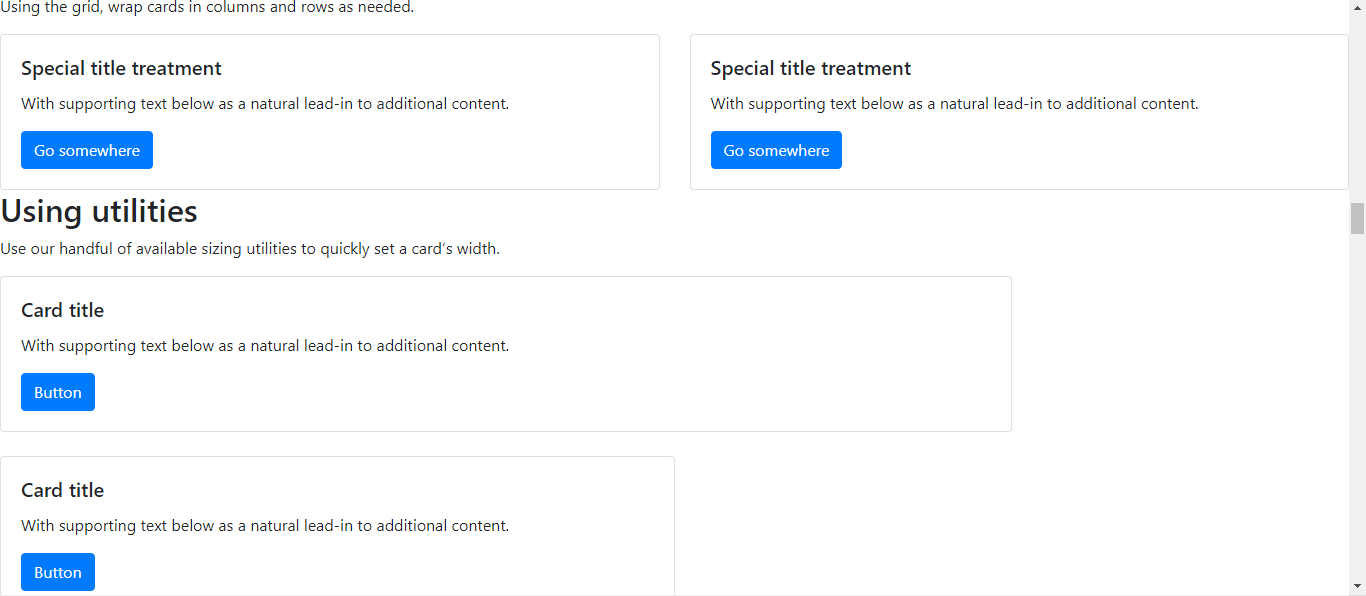 Using the grid, wrap cards in columns and rows as needed.
Special title treatment
With supporting text below as a natural lead-in to additional content.
Go somewhere
Special title treatment
With supporting text below as a natural lead-in to additional content.
Go somewhere
Using utilities
Use our handful of available sizing utilities to quickly set a card’s width.
Card title
With supporting text below as a natural lead-in to additional content.
Button
Card title
With supporting text below as a natural lead-in to additional content.
Button